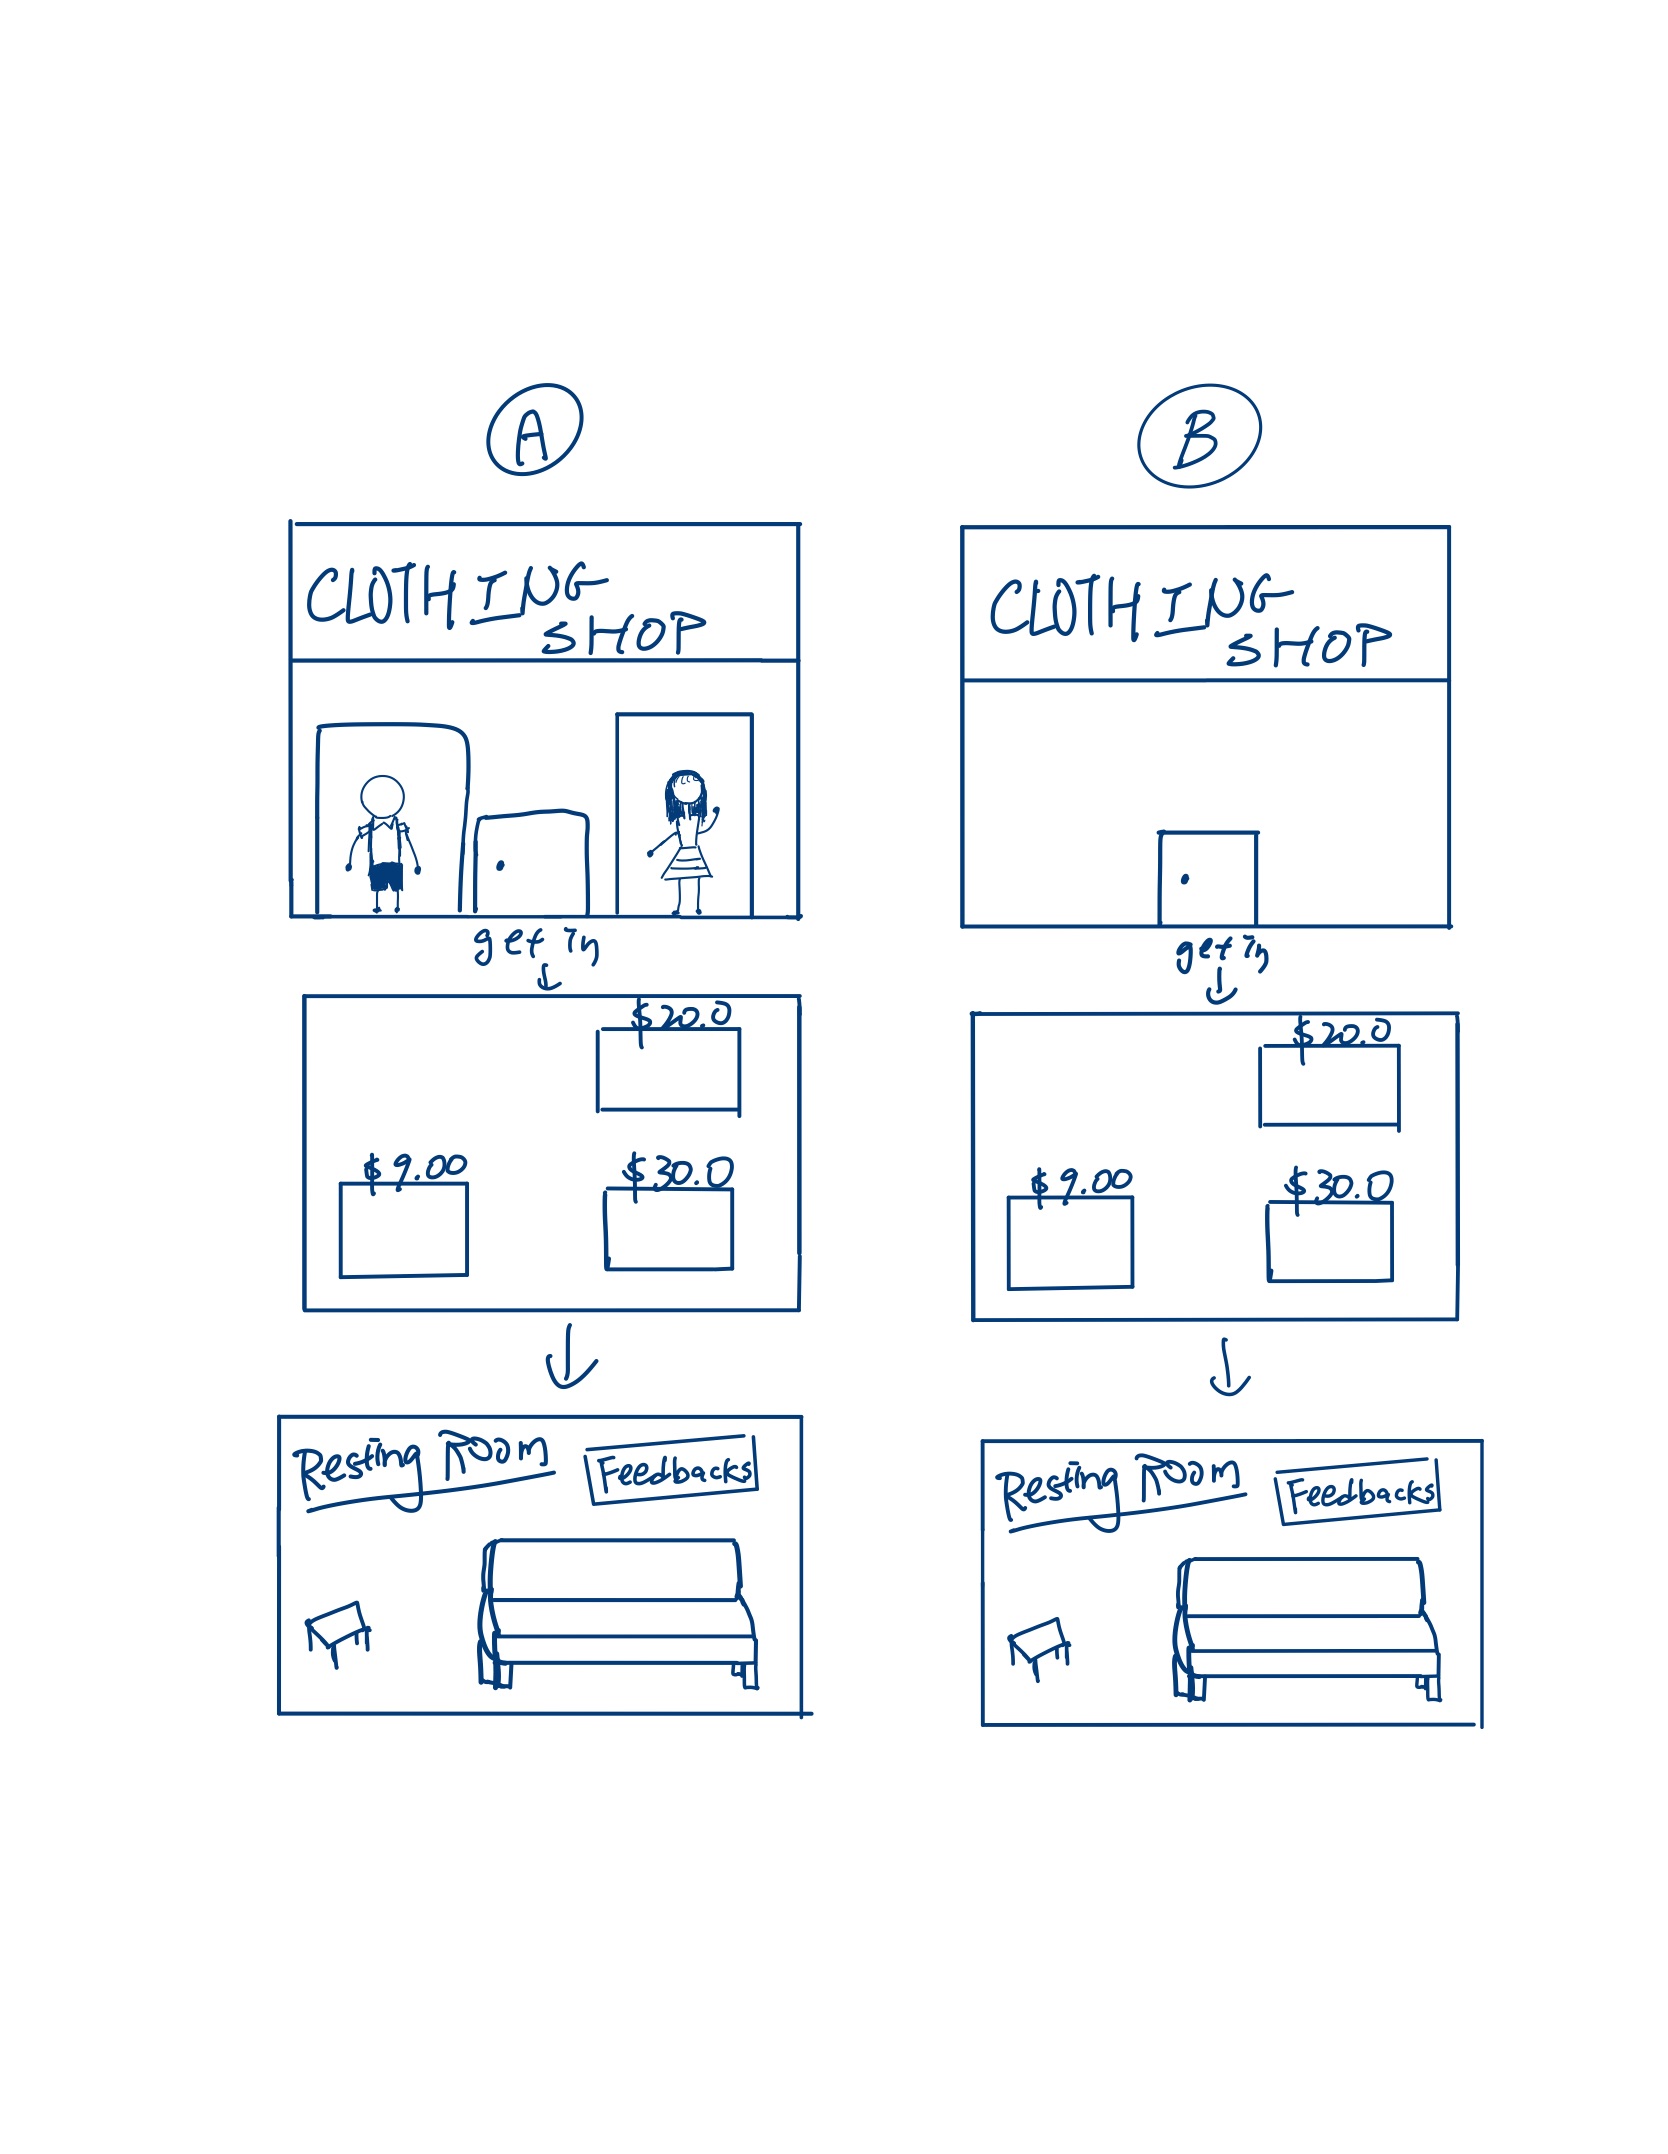 A
CLOTHING
SHOP
get in
$20.0
$9.00
$30.0
Resting Room
Feedbacks
B
CLOTHING
SHOP
get in
$20.0
$9.00
$30.0
Resting Room
Feedbacks